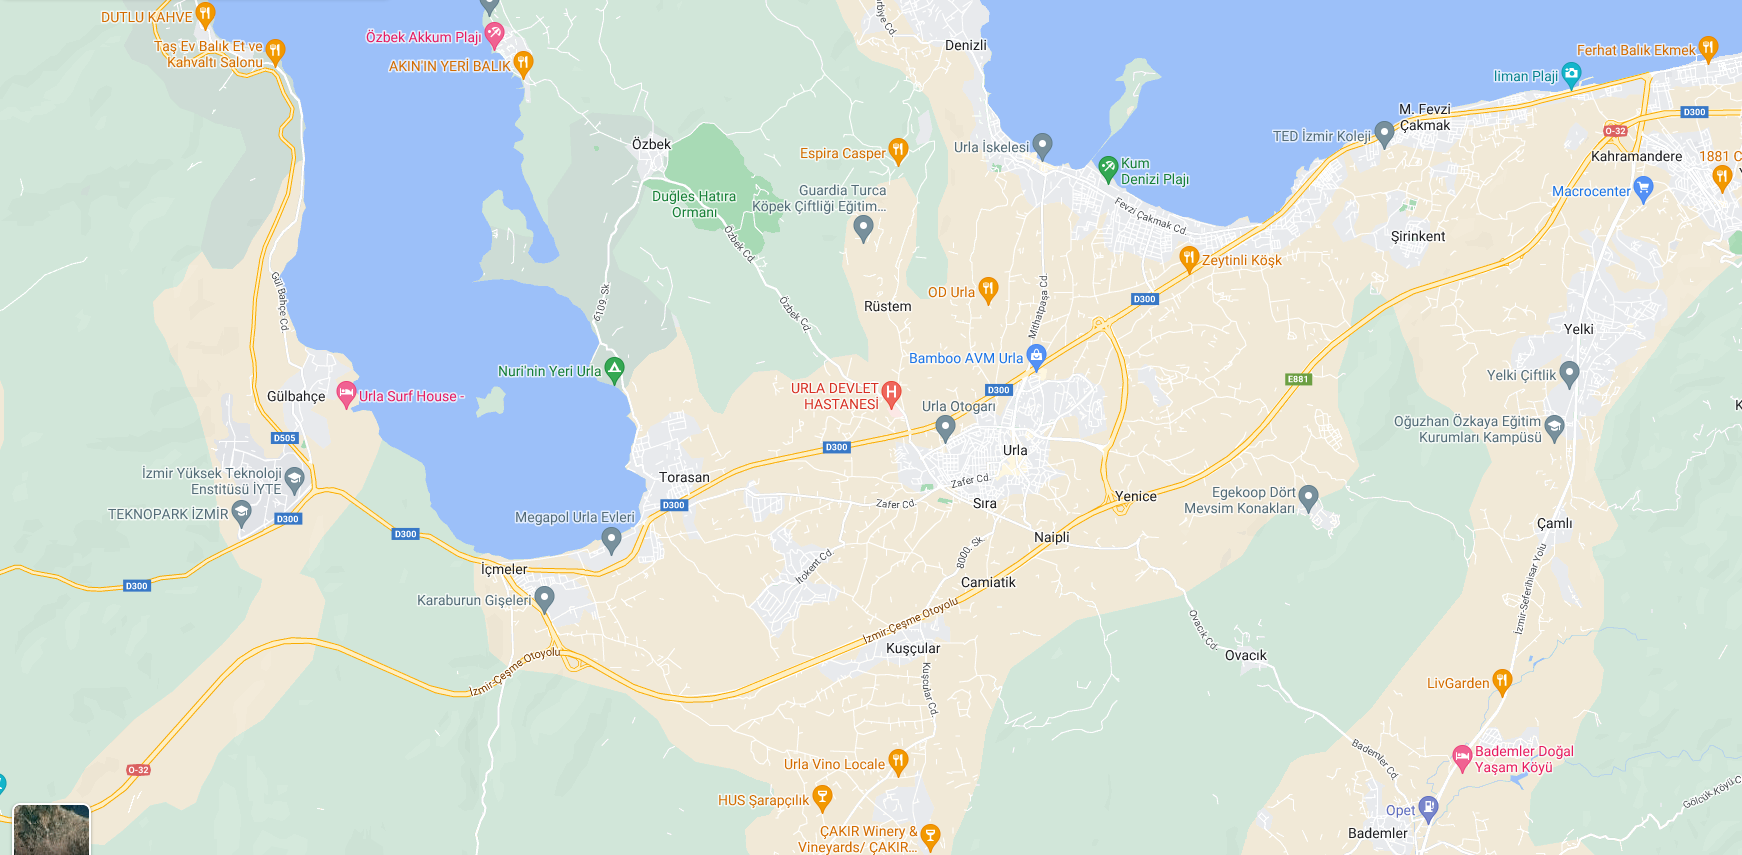 DUTLU KAHVE
Taş Ev Balık Et ve
Kahvaltı Salonu
Özbek Akkum Plajı
AKIN'IN YERİ BALIK
Denizli
Ferhat Balık Ekmek
liman Plaji
M. Fevzi
Çakmak
D300
TED İzmir Koleji
O-32
Kahramandere
1881 C
Macrocenter
Özbek
Espira Casper
Urla İskelesi
Kum
Denizi Plajı
Duğles Hatıra
Ormanı
Guardia Turca
Köpek Çiftliği Eğitim...
Fevzi Çakmak Cd.
Şirinkent
Özbek Cd.
Zeytinli Köşk
Gül Bahçe Cd.
6109. Sk
Özbek Cd.
Rüstem
OD Urla
Mithatpaşa Cd.
D300
Yelki
Bamboo AVM Urla
Nuri'nin Yeri Urla
E881
Yelki Çiftlik
Gülbahçe
Urla Surf House -
URLA DEVLET
HASTANESİ
D300
Urla Otogarı
Oğuzhan Özkaya Eğitim
Kurumları Kampüsü
D505
D300
Urla
İzmir Yüksek Teknoloji
Enstitüsü İYTE
Torasan
Zafer Cd.
Zafer Cd.
Sıra
Yenice
Egekoop Dört
Mevsim Konakları
TEKNOPARK İZMİR
D300
D300
Megapol Urla Evleri
D300
Çamlı
Naipli
8000. Sk
İçmeler
İtokent Cd
Camiatik
D300
Karaburun Gişeleri
İzmir-Çeşme Otoyolu
İzmir-Seferihisar Yolu
Ovacık Cd.
Kuşçular
Ovacık
İzmir-Çeşme Otoyolu
Kuşcular Cd.
LivGarden
O-32
Urla Vino Locale
Bademler Cd.
Bademler Doğal
Yaşam Köyü
HUS Şarapçılık
Opet
Gölcük Köyü C
ÇAKIR Winery &
Vineyards/ ÇAKIR...
Bademler